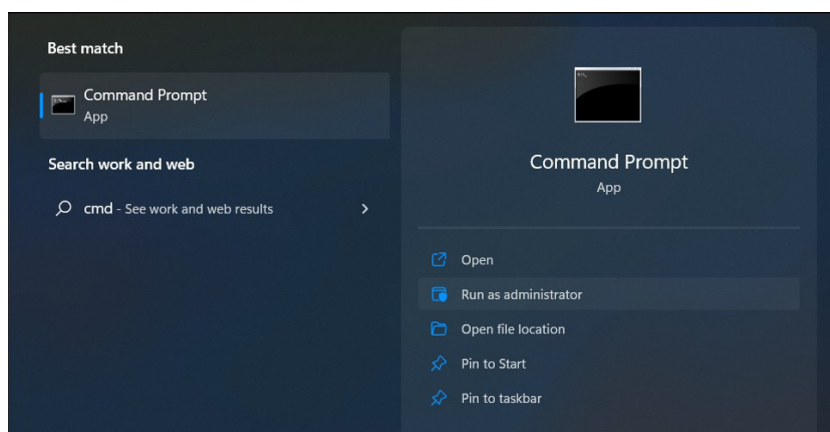 Best match
Command Prompt
App
Search work and web
cmd - See work and web results
Command Prompt
App
Open
Run as administrator
Open file location
Pin to Start
Pin to taskbar